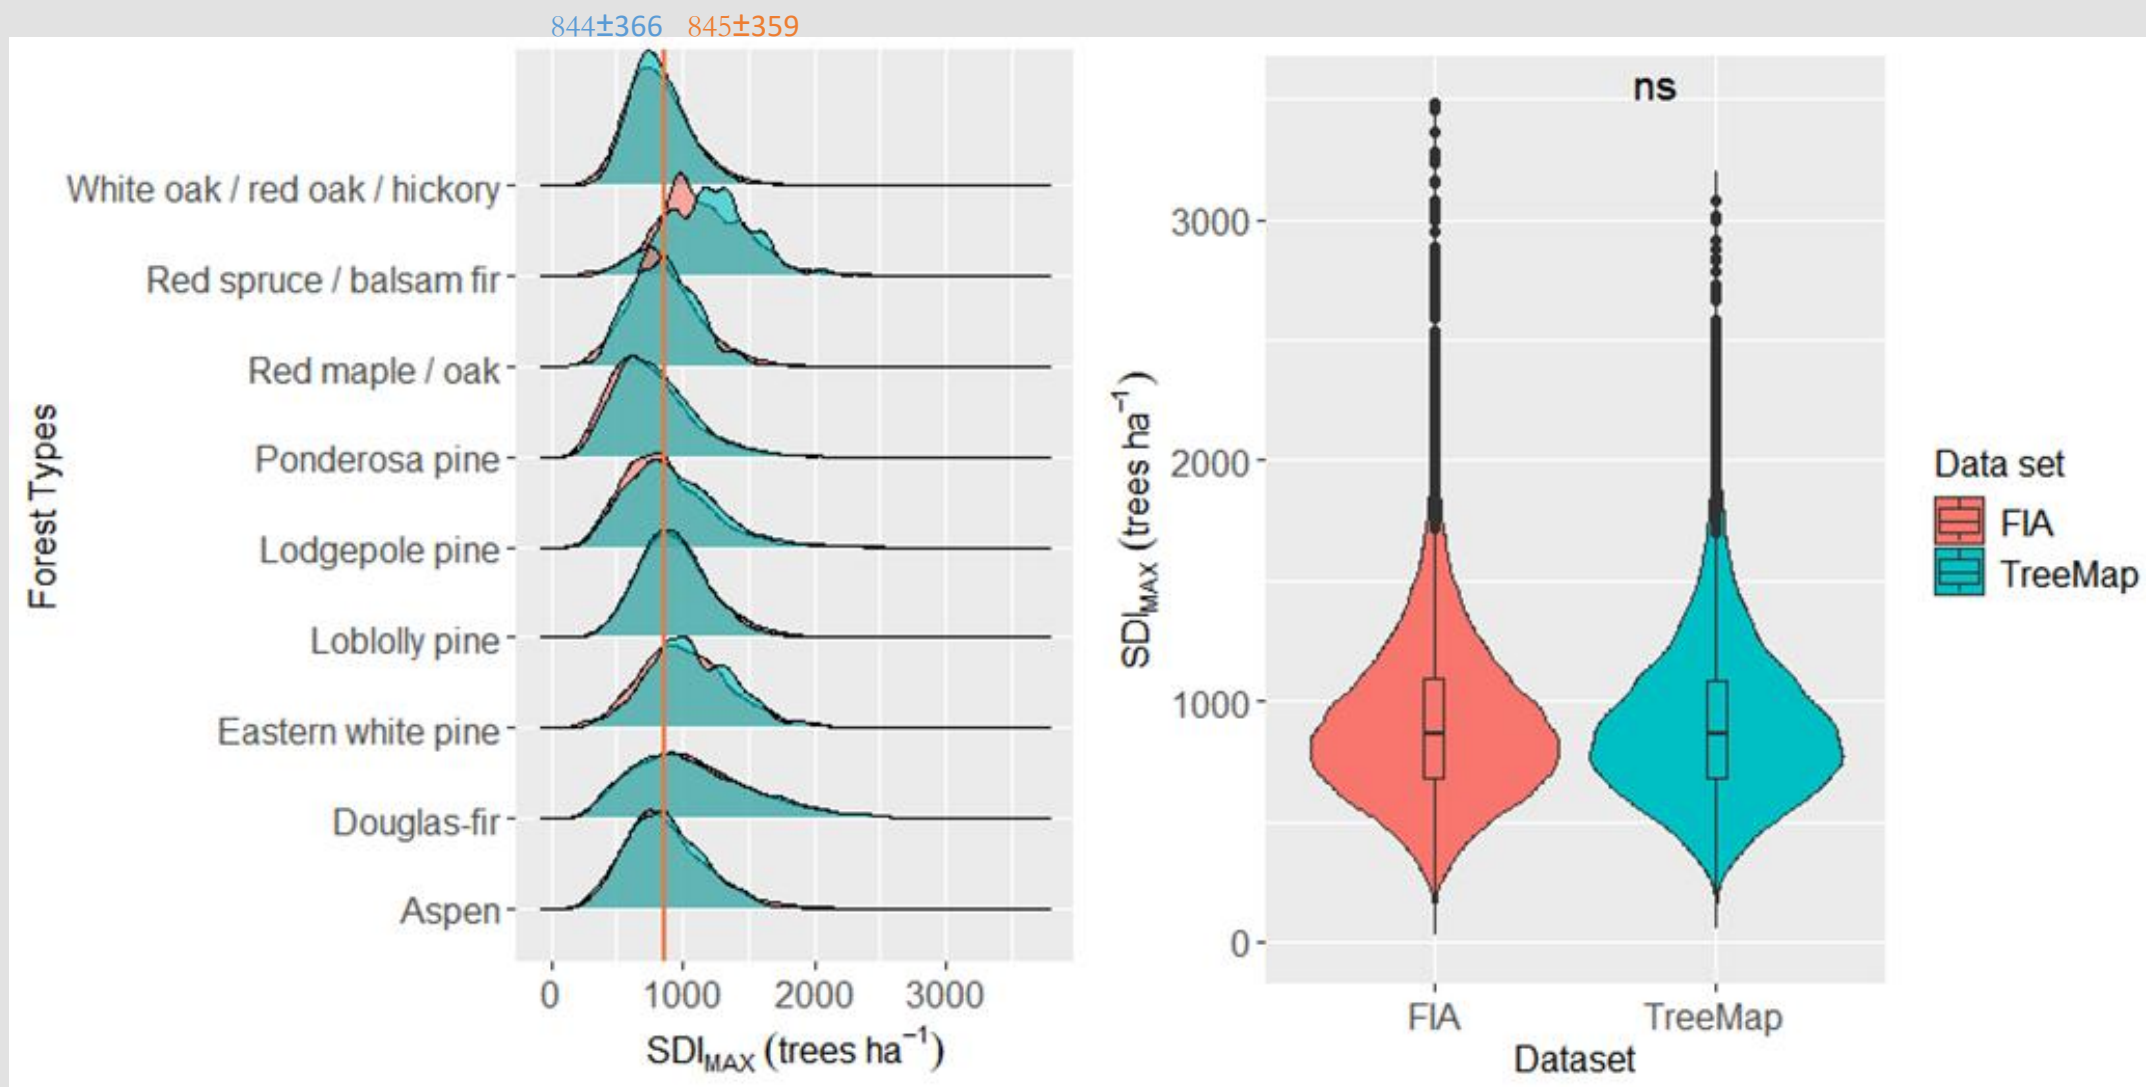 844±366 845±359
White oak / red oak / hickory
Red spruce / balsam fir
Red maple / oak
Ponderosa pine
Lodgepole pine
Loblolly pine
Eastern white pine
Douglas-fir
Aspen
Forest Types
0 1000 2000 3000
SDI_MAX (trees ha⁻¹)
ns
3000
2000
1000
0
SDI_MAX (trees ha⁻¹)
FIA TreeMap
Dataset
Data set
FIA
TreeMap